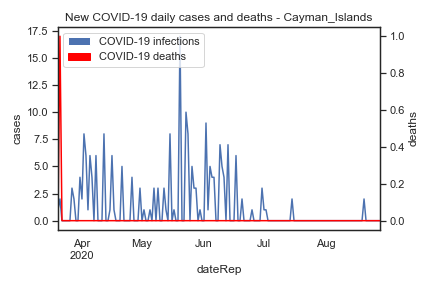 New COVID-19 daily cases and deaths - Cayman_Islands
COVID-19 infections
COVID-19 deaths
cases
17.5
15.0
12.5
10.0
7.5
5.0
2.5
0.0
deaths
1.0
0.8
0.6
0.4
0.2
0.0
Apr
2020
May
Jun
Jul
Aug
dateRep